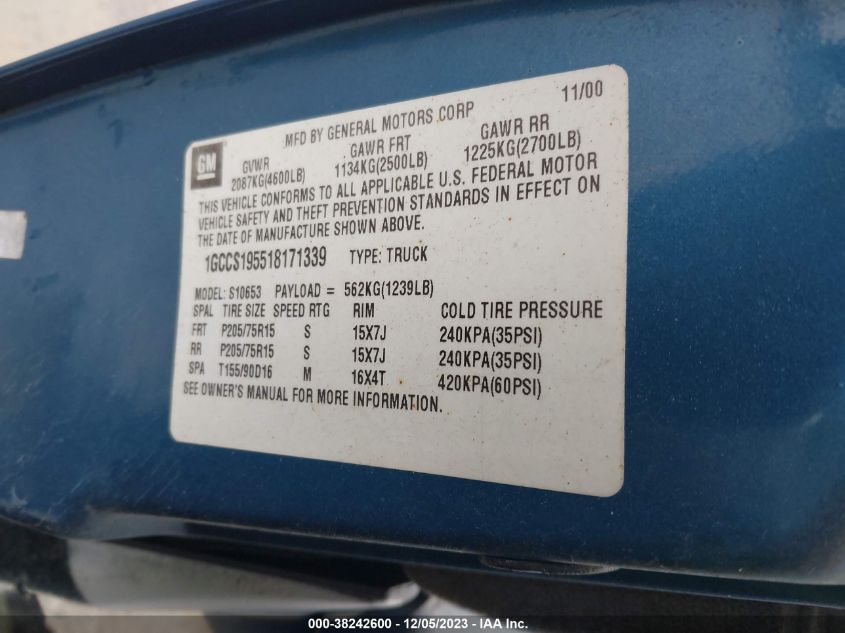 11/00
MFD BY GENERAL MOTORS CORP
GM
GVWR GAWR FRT GAWR RR
2087KG(4600LB) 1134KG(2500LB) 1225KG(2700LB)
THIS VEHICLE CONFORMS TO ALL APPLICABLE U.S. FEDERAL MOTOR
VEHICLE SAFETY AND THEFT PREVENTION STANDARDS IN EFFECT ON
THE DATE OF MANUFACTURE SHOWN ABOVE.
1GCCS195518171339 TYPE: TRUCK
MODEL: S10653 PAYLOAD = 562KG(1239LB)
SPAL TIRE SIZE SPEED RTG RIM COLD TIRE PRESSURE
FRT P205/75R15 S 15X7J 240KPA(35PSI)
RR P205/75R15 S 15X7J 240KPA(35PSI)
SPA T155/90D16 M 16X4T 420KPA(60PSI)
SEE OWNER'S MANUAL FOR MORE INFORMATION.
000-38242600 - 12/05/2023 - IAA Inc.